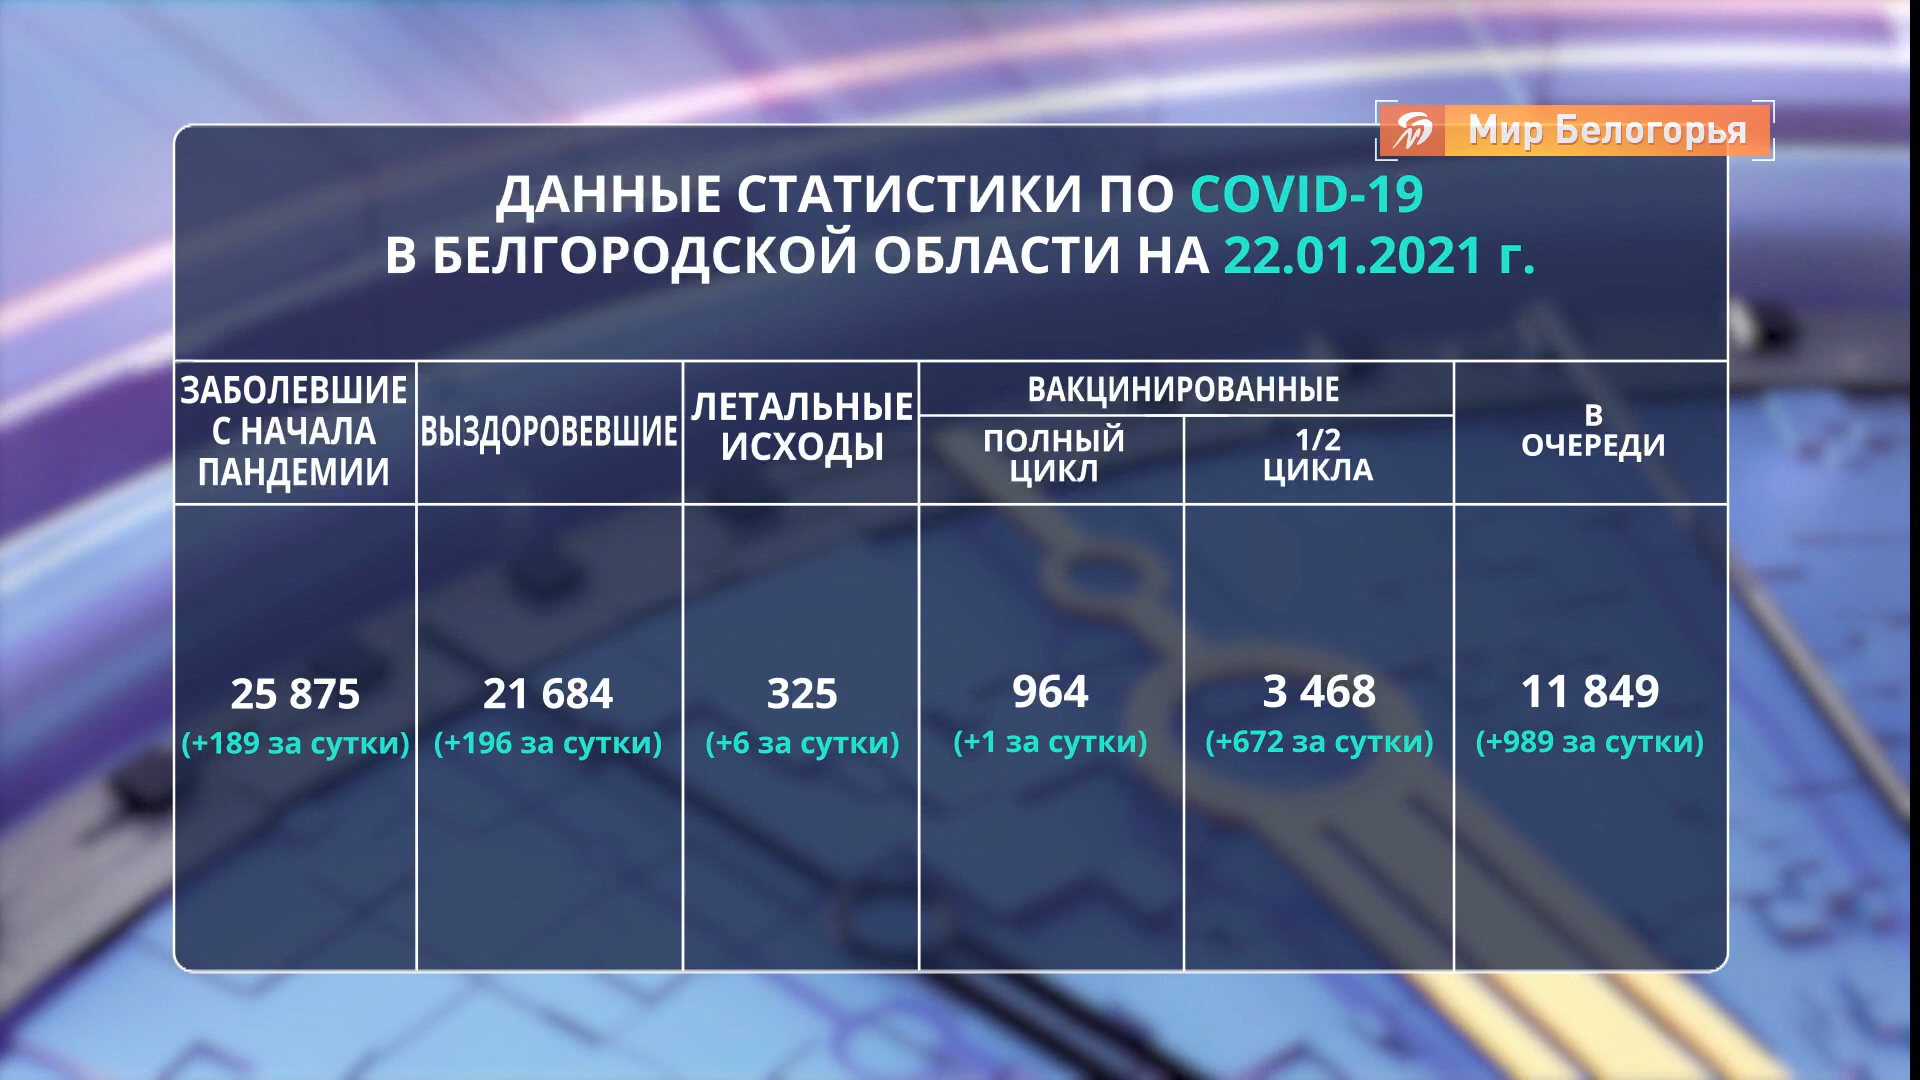 Мир Белогорья
ДАННЫЕ СТАТИСТИКИ ПО COVID-19
В БЕЛГОРОДСКОЙ ОБЛАСТИ НА 22.01.2021 г.
ЗАБОЛЕВШИЕ
С НАЧАЛА
ПАНДЕМИИ
ВЫЗДОРОВЕВШИЕ
ЛЕТАЛЬНЫЕ
ИСХОДЫ
ВАКЦИНИРОВАННЫЕ
ПОЛНЫЙ
ЦИКЛ
1/2
ЦИКЛА
В
ОЧЕРЕДИ
25 875
(+189 за сутки)
21 684
(+196 за сутки)
325
(+6 за сутки)
964
(+1 за сутки)
3 468
(+672 за сутки)
11 849
(+989 за сутки)